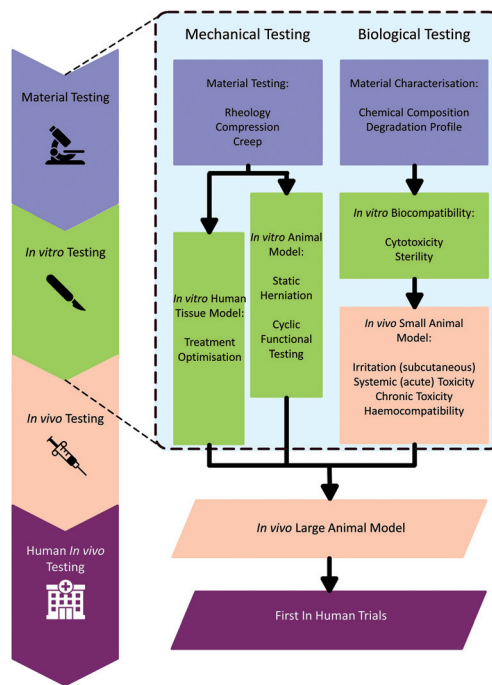 Material Testing
In vitro Testing
In vivo Testing
Human In vivo
Testing
Mechanical Testing
Material Testing:
Rheology
Compression
Creep
In vitro Human
Tissue Model:
Treatment
Optimisation
In vitro Animal
Model:
Static
Herniation
Cyclic
Functional
Testing
Biological Testing
Material Characterisation:
Chemical Composition
Degradation Profile
In vitro Biocompatibility:
Cytotoxicity
Sterility
In vivo Small Animal
Model:
Irritation (subcutaneous)
Systemic (acute) Toxicity
Chronic Toxicity
Haemocompatibility
In vivo Large Animal Model
First In Human Trials